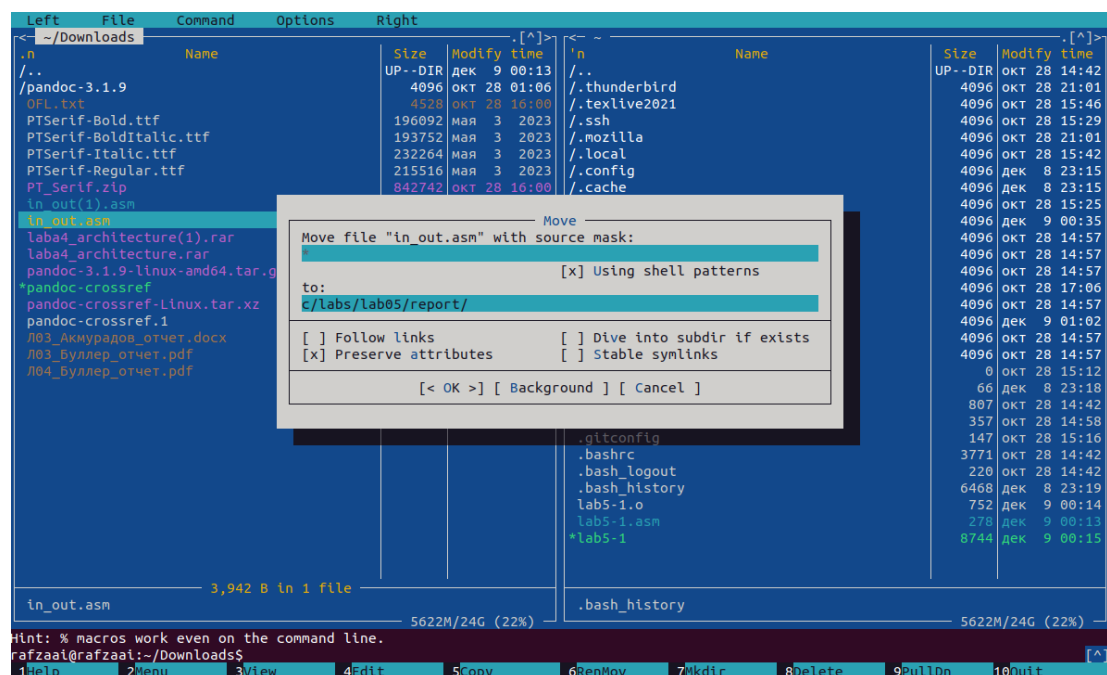 Left File Command Options Right
<─ ~/Downloads .[^]> <─ ~ .[^]>
.n Name Size Modify time 'n Name Size Modify time
/.. UP--DIR дек 9 00:13 /.. UP--DIR окт 28 14:42
/pandoc-3.1.9 4096 окт 28 01:06 /.thunderbird 4096 окт 28 21:01
OFL.txt 4528 окт 28 16:00 /.texlive2021 4096 окт 28 15:46
PTSerif-Bold.ttf 196092 мая 3 2023 /.ssh 4096 окт 28 15:29
PTSerif-BoldItalic.ttf 193752 мая 3 2023 /.mozilla 4096 окт 28 21:01
PTSerif-Italic.ttf 232264 мая 3 2023 /.local 4096 окт 28 15:42
PTSerif-Regular.ttf 215516 мая 3 2023 /.config 4096 дек 8 23:15
PT_Serif.zip 842742 окт 28 16:00 /.cache 4096 дек 8 23:15
in_out(1).asm 4096 окт 28 15:25
in_out.asm Move 4096 дек 9 00:35
laba4_architecture(1).rar Move file "in_out.asm" with source mask: 4096 окт 28 14:57
laba4_architecture.rar * 4096 окт 28 14:57
pandoc-3.1.9-linux-amd64.tar.g [x] Using shell patterns 4096 окт 28 14:57
*pandoc-crossref to: 4096 окт 28 17:06
pandoc-crossref-Linux.tar.xz c/labs/lab05/report/ 4096 окт 28 14:57
pandoc-crossref.1 4096 дек 9 01:02
Л03_Акмурадов_отчет.docx [ ] Follow links [ ] Dive into subdir if exists 4096 окт 28 14:57
Л03_Буллер_отчет.pdf [x] Preserve attributes [ ] Stable symlinks 4096 окт 28 14:57
Л04_Буллер_отчет.pdf 0 окт 28 15:12
[< OK >] [ Background ] [ Cancel ] 66 дек 8 23:18
807 окт 28 14:42
357 окт 28 14:58
.gitconfig 147 окт 28 15:16
.bashrc 3771 окт 28 14:42
.bash_logout 220 окт 28 14:42
.bash_history 6468 дек 8 23:19
lab5-1.o 752 дек 9 00:14
lab5-1.asm 278 дек 9 00:13
*lab5-1 8744 дек 9 00:15
3,942 B in 1 file
in_out.asm .bash_history
5622M/24G (22%) 5622M/24G (22%)
Hint: % macros work even on the command line.
rafzaai@rafzaai:~/Downloads$ [^]
1Help 2Menu 3View 4Edit 5Copy 6RenMov 7Mkdir 8Delete 9PullDn 10Quit